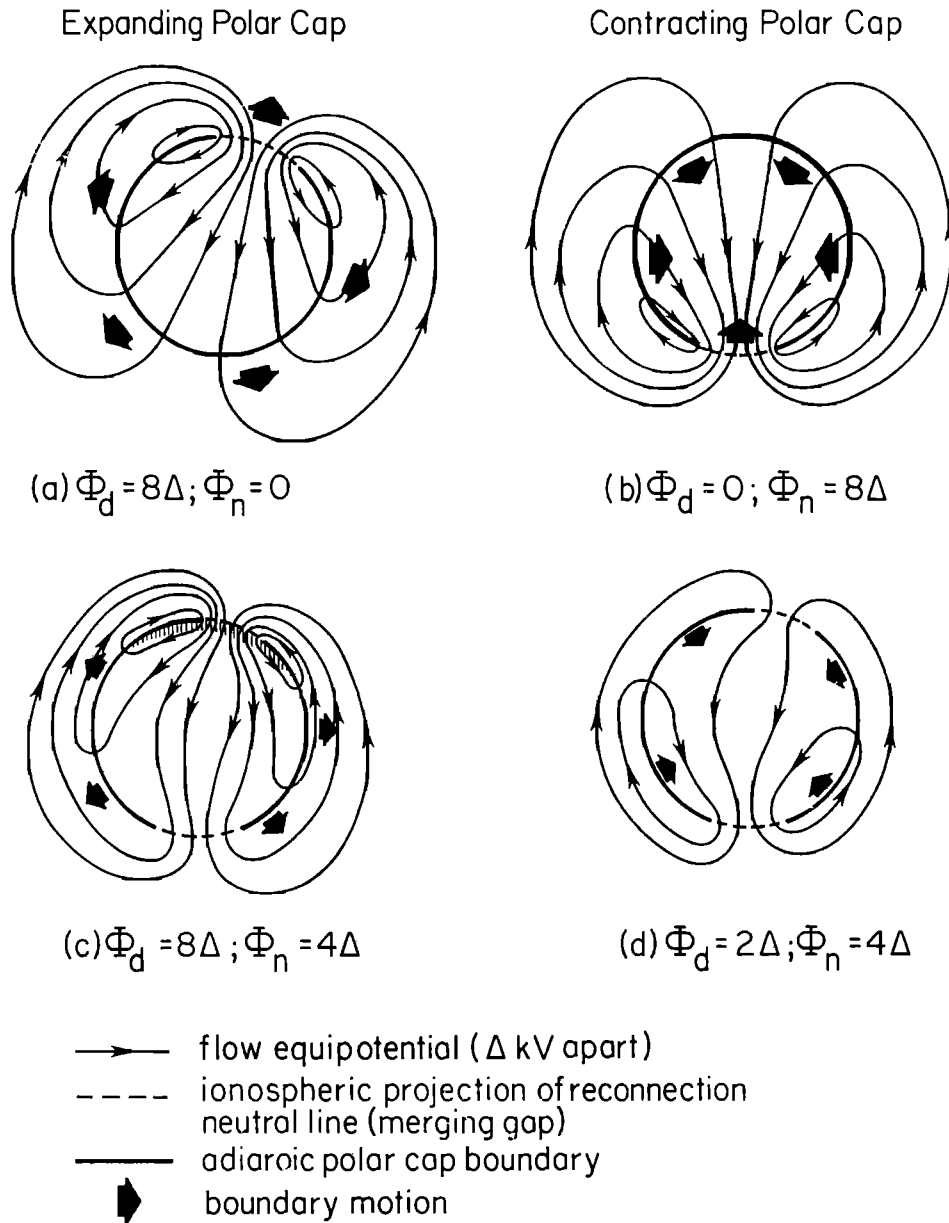 Expanding Polar Cap
Contracting Polar Cap
(a) Φd = 8Δ; Φn = 0
(b) Φd = 0; Φn = 8Δ
(c) Φd = 8Δ; Φn = 4Δ
(d) Φd = 2Δ; Φn = 4Δ
flow equipotential (Δ kV apart)
ionospheric projection of reconnection
neutral line (merging gap)
adiaroic polar cap boundary
boundary motion